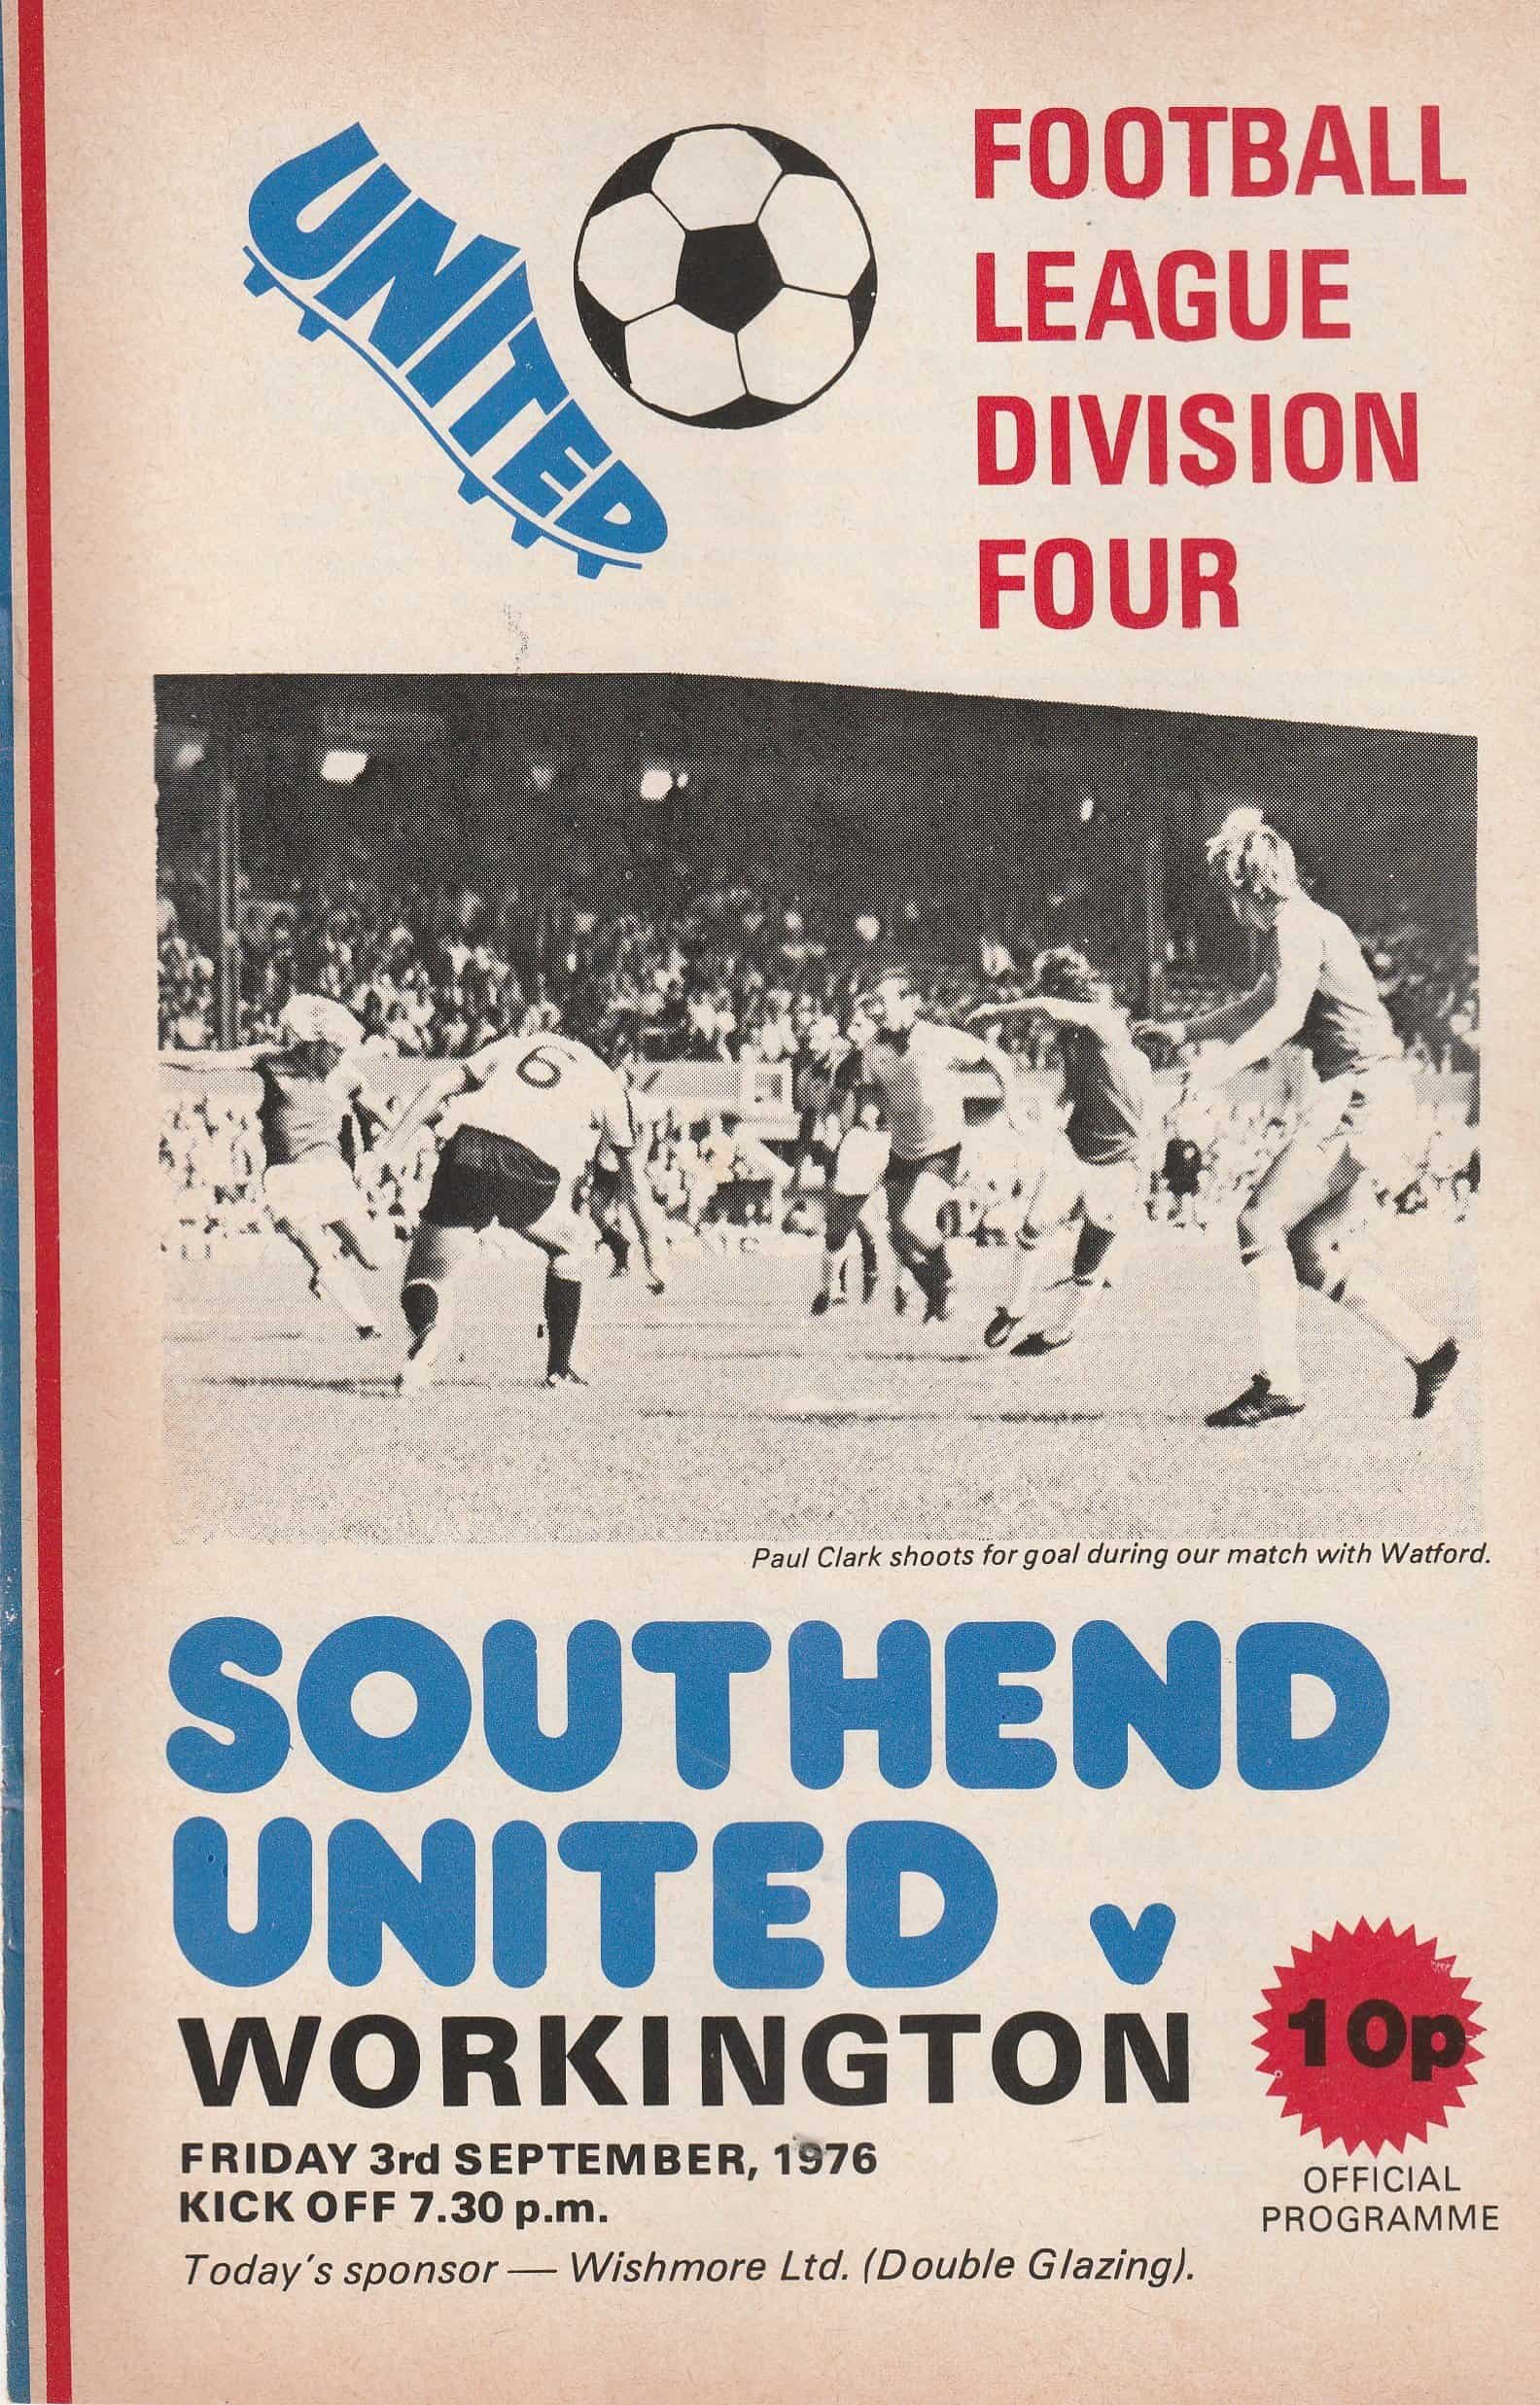 UNITED
FOOTBALL
LEAGUE
DIVISION
FOUR
6
Paul Clark shoots for goal during our match with Watford.
SOUTHEND
UNITED v
WORKINGTON
10p
FRIDAY 3rd SEPTEMBER, 1976
KICK OFF 7.30 p.m.
OFFICIAL
PROGRAMME
Today's sponsor — Wishmore Ltd. (Double Glazing).